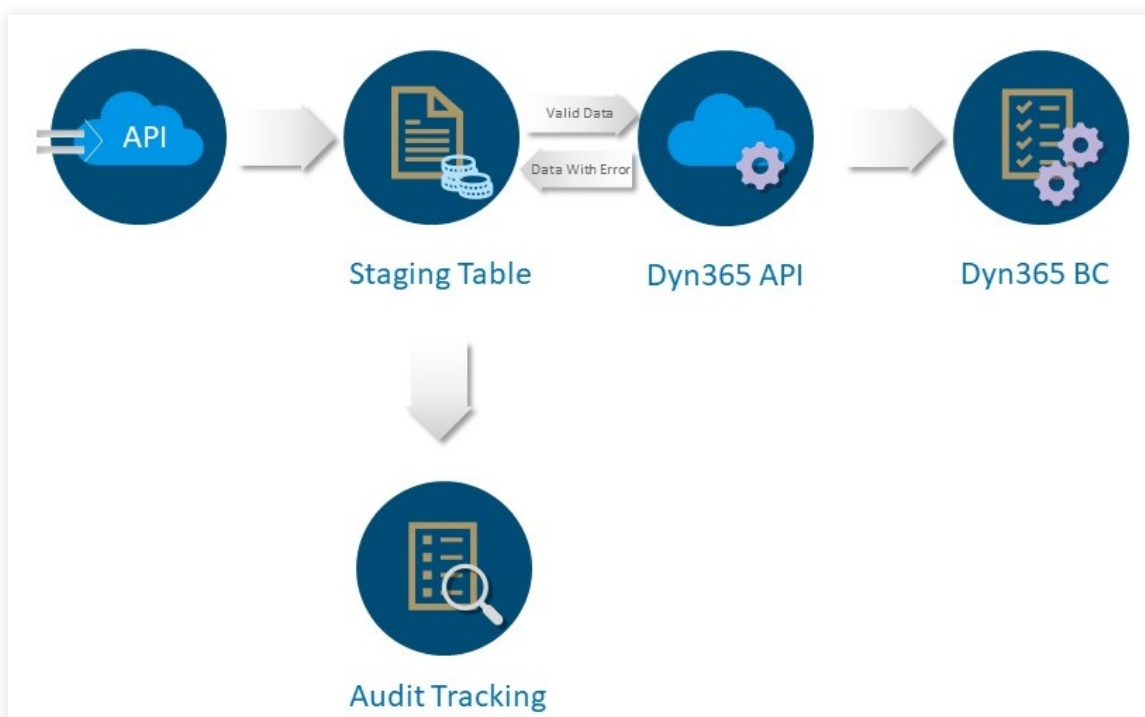 API
Valid Data
Data With Error
Staging Table
Dyn365 API
Dyn365 BC
Audit Tracking